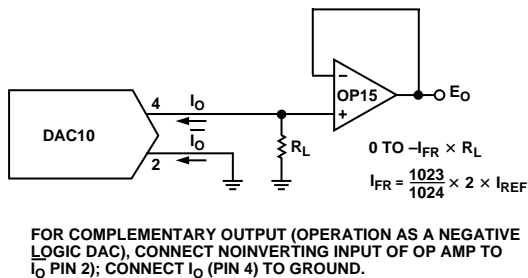 OP15
−
+
E_O
4
I_O
DAC10
I̅_O
2
R_L
0 TO –I_FR × R_L
I_FR = 1023/1024 × 2 × I_REF
FOR COMPLEMENTARY OUTPUT (OPERATION AS A NEGATIVE
LOGIC DAC), CONNECT NOINVERTING INPUT OF OP AMP TO
I̅_O PIN 2); CONNECT I_O (PIN 4) TO GROUND.